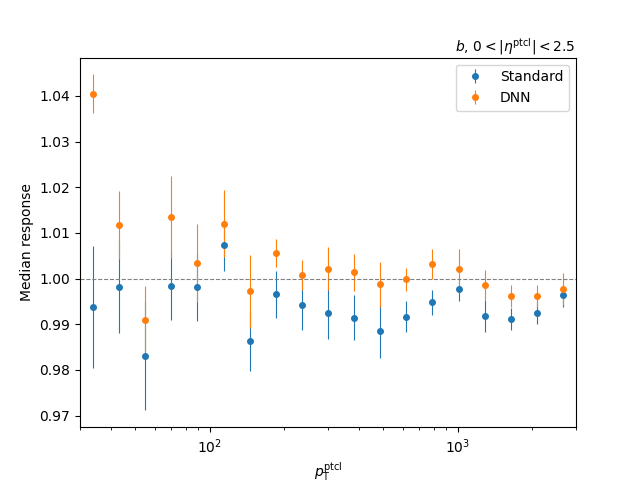 b, 0 < |η^ptcl| < 2.5
Standard
DNN
1.04
1.03
1.02
1.01
1.00
0.99
0.98
0.97
Median response
10^2
10^3
p_T^ptcl